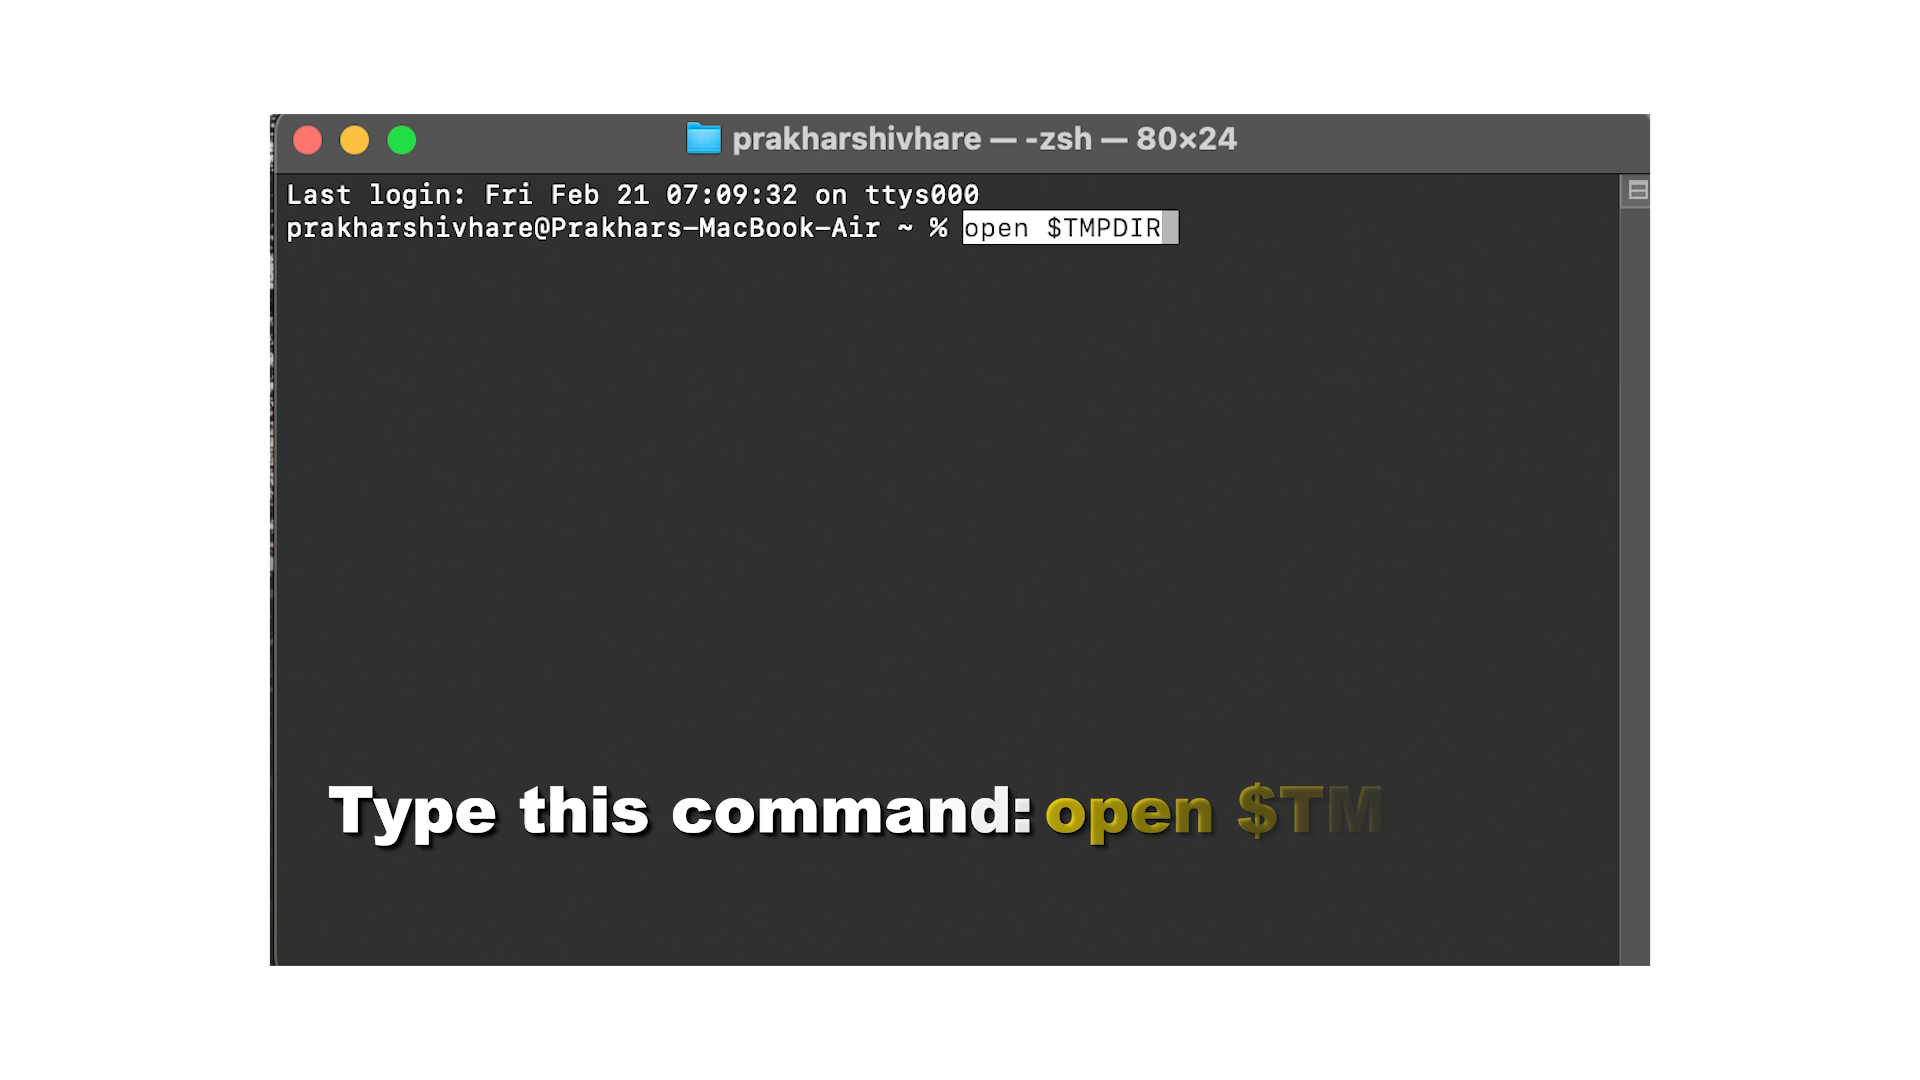 prakharshivhare — -zsh — 80×24
Last login: Fri Feb 21 07:09:32 on ttys000
prakharshivhare@Prakhars-MacBook-Air ~ % open $TMPDIR
Type this command: open $TM